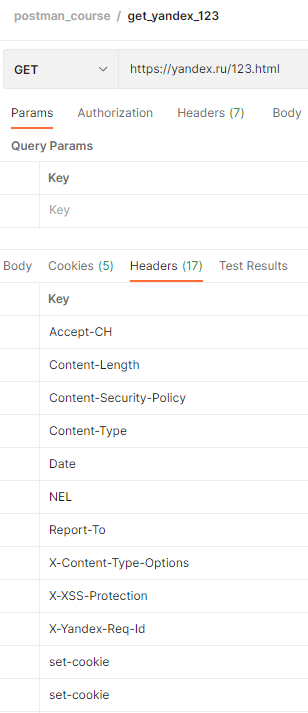 postman_course / get_yandex_123
GET https://yandex.ru/123.html
Params Authorization Headers (7) Body
Query Params
Key
Key
Body Cookies (5) Headers (17) Test Results
Key
Accept-CH
Content-Length
Content-Security-Policy
Content-Type
Date
NEL
Report-To
X-Content-Type-Options
X-XSS-Protection
X-Yandex-Req-Id
set-cookie
set-cookie